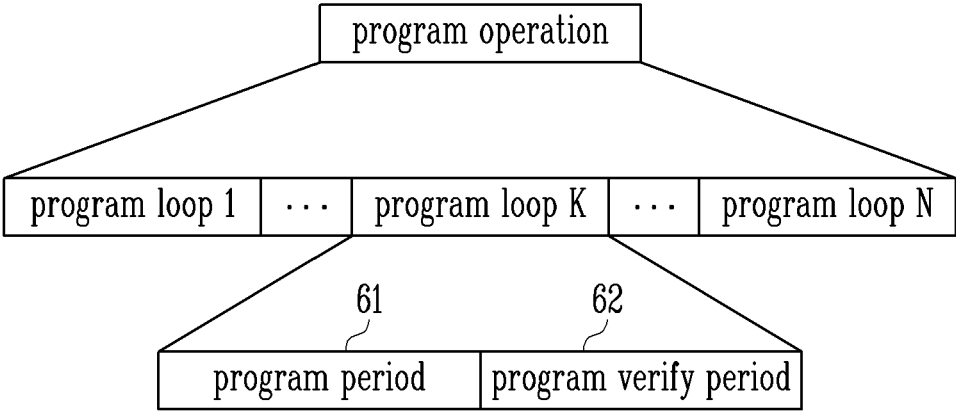 program operation
program loop 1 ... program loop K ... program loop N
61 62
program period program verify period